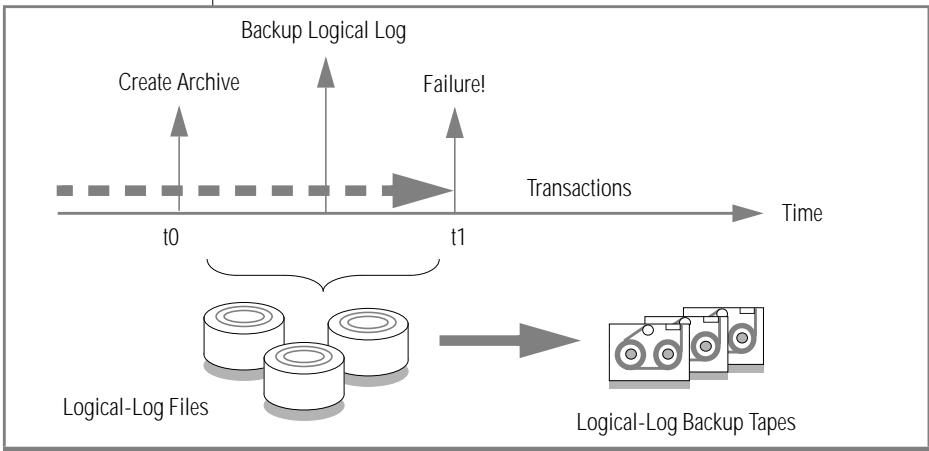 Backup Logical Log
Create Archive
Failure!
Transactions
Time
t0
t1
Logical-Log Files
Logical-Log Backup Tapes